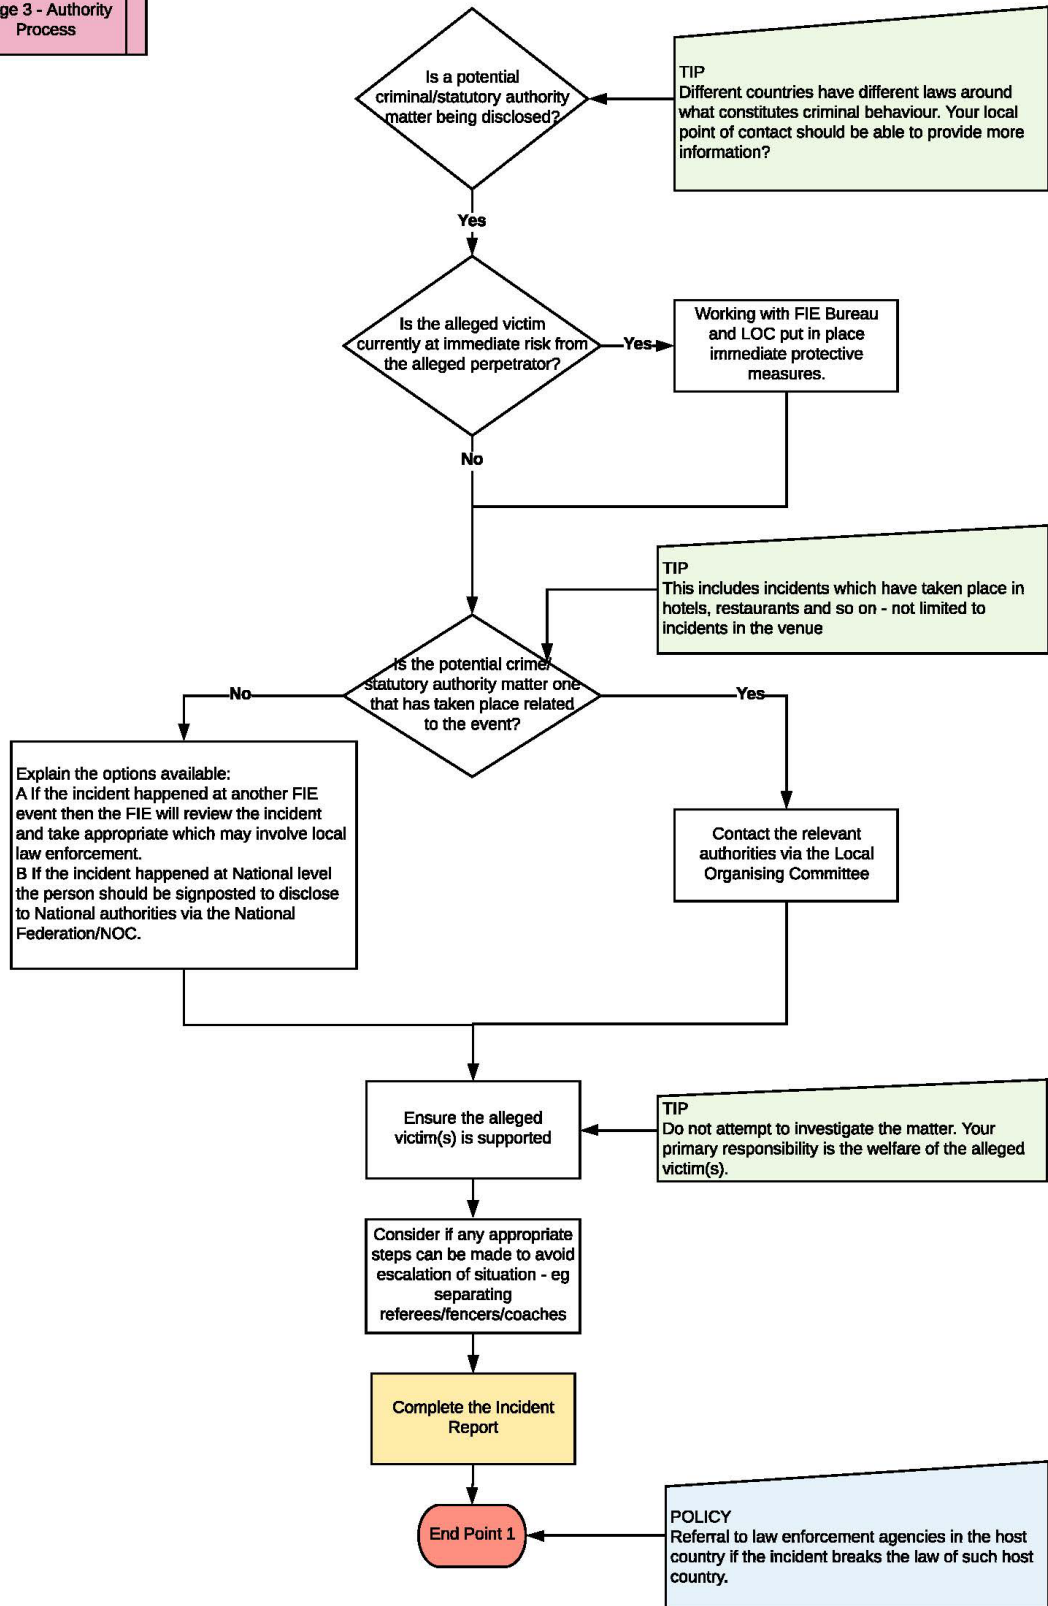 ge 3 - Authority
Process
Is a potential
criminal/statutory authority
matter being disclosed?
TIP
Different countries have different laws around
what constitutes criminal behaviour. Your local
point of contact should be able to provide more
information?
Yes
Is the alleged victim
currently at immediate risk from
the alleged perpetrator?
Yes
Working with FIE Bureau
and LOC put in place
immediate protective
measures.
No
TIP
This includes incidents which have taken place in
hotels, restaurants and so on - not limited to
incidents in the venue
Is the potential crime/
statutory authority matter one
that has taken place related
to the event?
No
Yes
Explain the options available:
A If the incident happened at another FIE
event then the FIE will review the incident
and take appropriate which may involve local
law enforcement.
B If the incident happened at National level
the person should be signposted to disclose
to National authorities via the National
Federation/NOC.
Contact the relevant
authorities via the Local
Organising Committee
Ensure the alleged
victim(s) is supported
TIP
Do not attempt to investigate the matter. Your
primary responsibility is the welfare of the alleged
victim(s).
Consider if any appropriate
steps can be made to avoid
escalation of situation - eg
separating
referees/fencers/coaches
Complete the Incident
Report
End Point 1
POLICY
Referral to law enforcement agencies in the host
country if the incident breaks the law of such host
country.